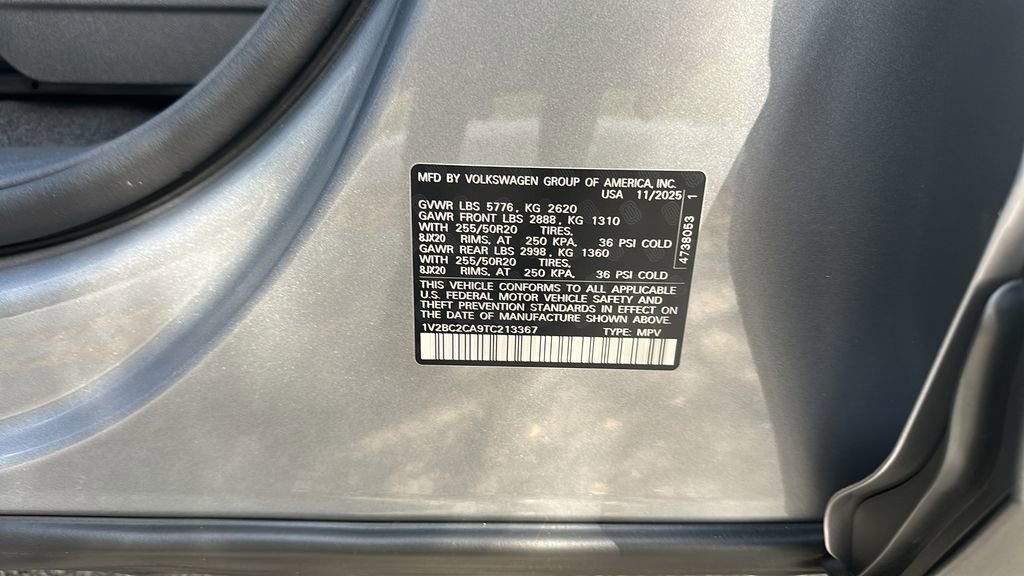 MFD BY VOLKSWAGEN GROUP OF AMERICA, INC.
USA 11/2025
GVWR LBS 5776, KG 2620
GAWR FRONT LBS 2888, KG 1310
WITH 255/50R20 TIRES,
8JX20 RIMS, AT 250 KPA. 36 PSI COLD
GAWR REAR LBS 2998, KG 1360
WITH 255/50R20 TIRES,
8JX20 RIMS, AT 250 KPA. 36 PSI COLD
4738053 1
THIS VEHICLE CONFORMS TO ALL APPLICABLE
U.S. FEDERAL MOTOR VEHICLE SAFETY AND
THEFT PREVENTION STANDARDS IN EFFECT ON
THE DATE OF MANUFACTURE SHOWN ABOVE.
1V2BC2CA9TC213367 TYPE: MPV